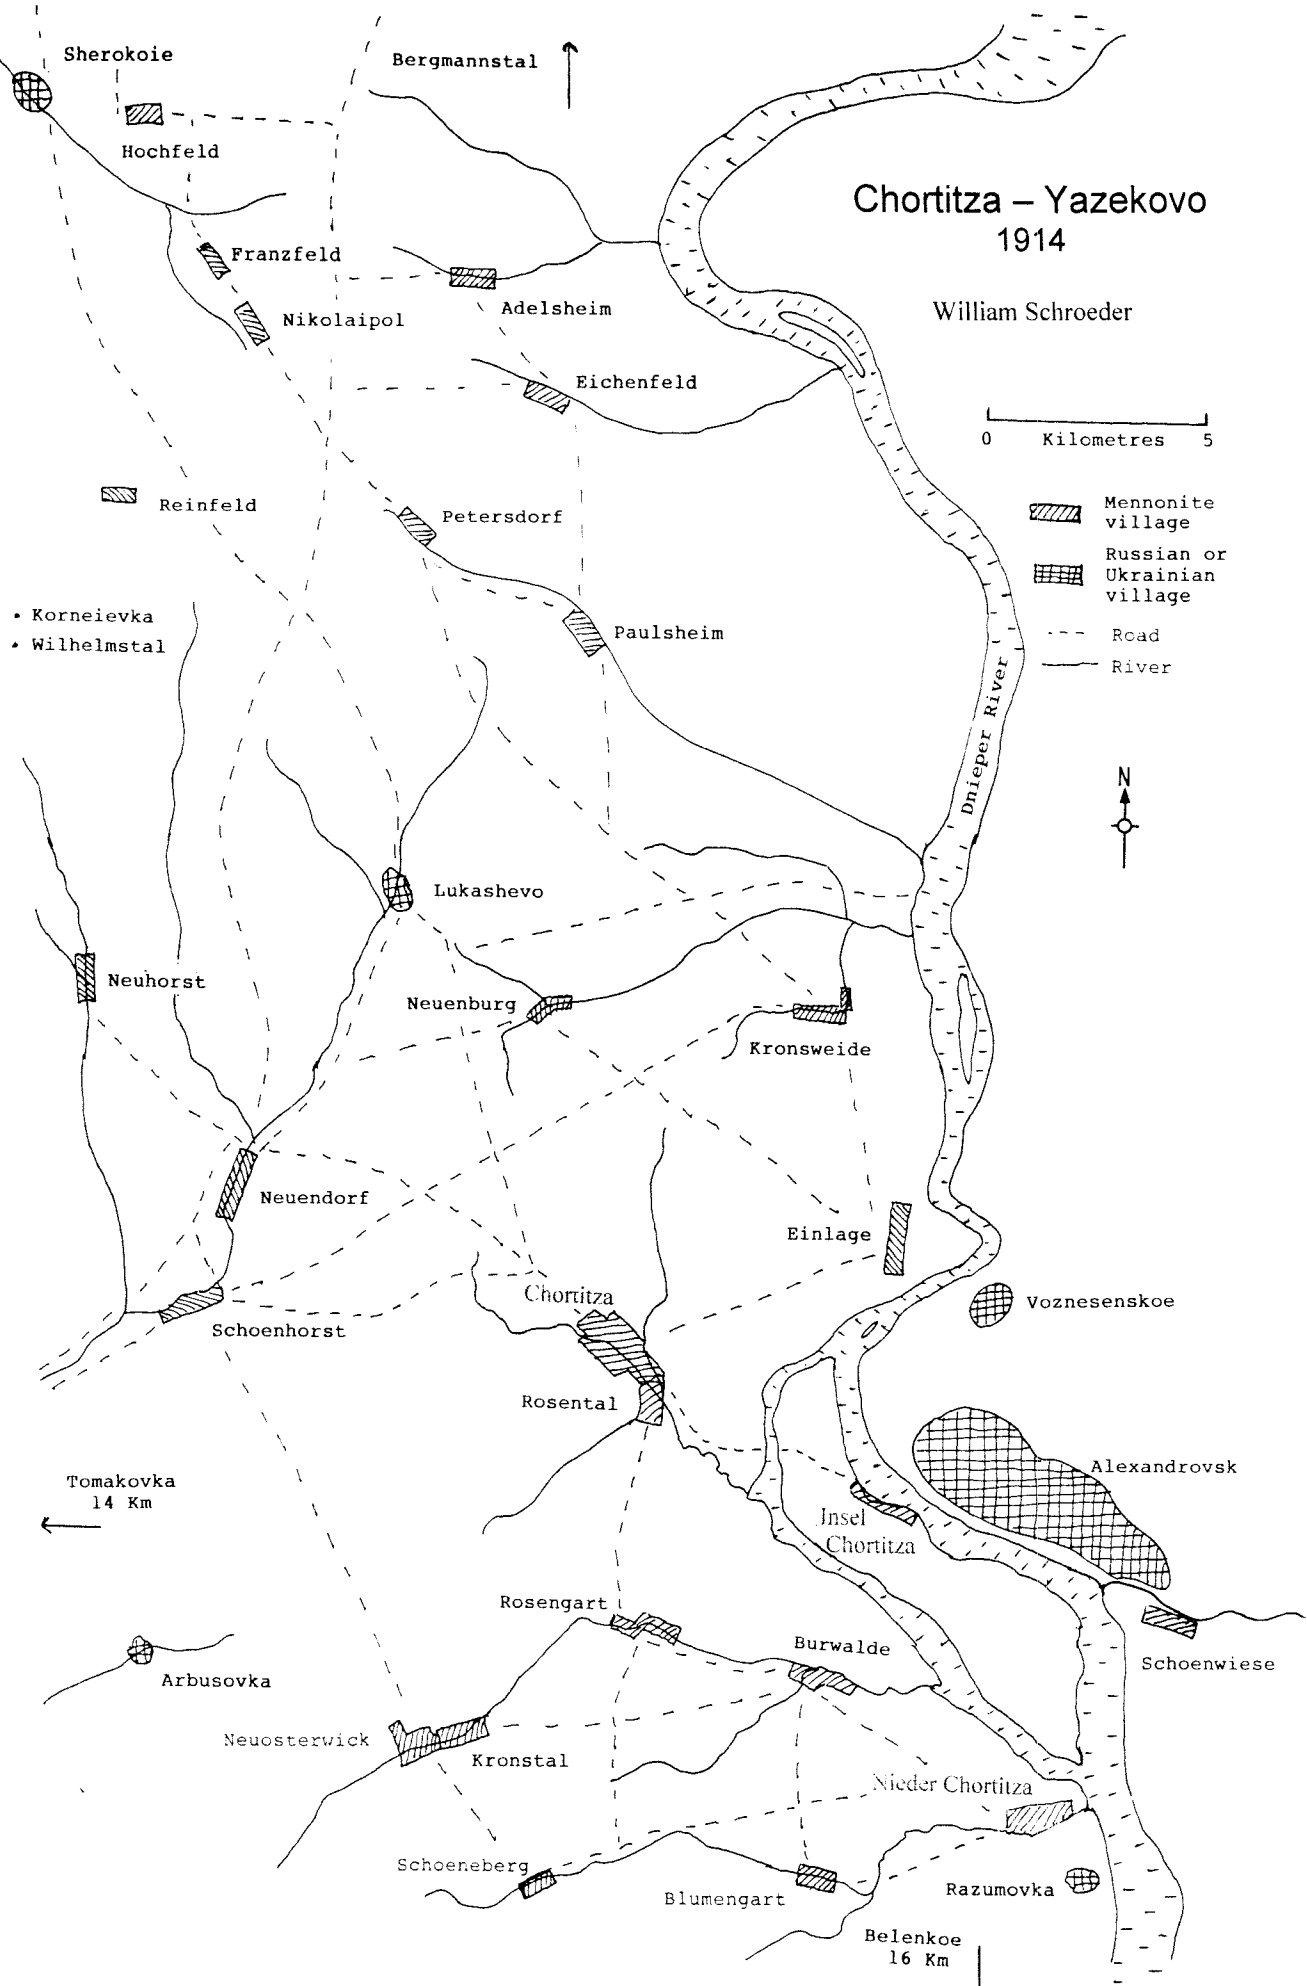 Sherokoie
Bergmannstal
Hochfeld
Chortitza – Yazekovo
1914
William Schroeder
Franzfeld
Adelsheim
Nikolaipol
Eichenfeld
0 Kilometres 5
Reinfeld
Petersdorf
Mennonite
village
Russian or
Ukrainian
village
Road
River
• Korneievka
• Wilhelmstal
Paulsheim
Dnieper River
N
Lukashevo
Neuhorst
Neuenburg
Kronsweide
Neuendorf
Einlage
Chortitza
Voznesenskoe
Schoenhorst
Rosental
Tomakovka
14 Km
Alexandrovsk
Insel
Chortitza
Rosengart
Burwalde
Schoenwiese
Arbusovka
Neuosterwick
Kronstal
Nieder Chortitza
Schoeneberg
Blumengart
Razumovka
Belenkoe
16 Km